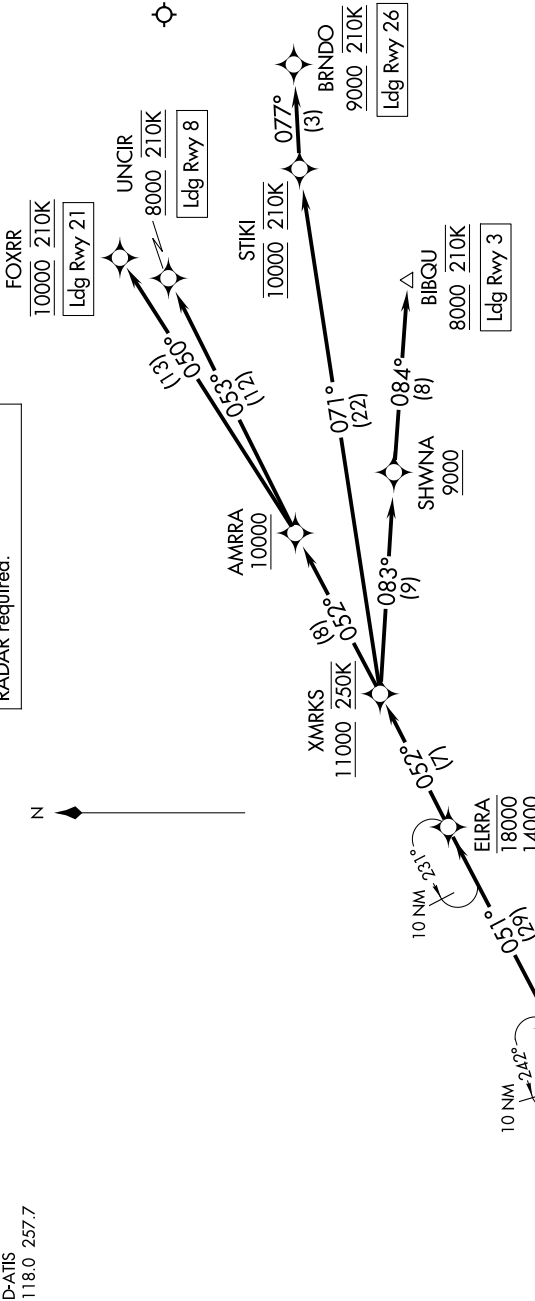 D-ATIS
118.0 257.7
RADAR required.
N
FOXRR
10000 210K
Ldg Rwy 21
UNCIR
8000 210K
Ldg Rwy 8
BRNDO
9000 210K
Ldg Rwy 26
077°
(3)
STIKI
10000 210K
(13)
050°
053°
(12)
071°
(22)
BIBQU
8000 210K
Ldg Rwy 3
084°
(8)
SHWNA
9000
083°
(9)
AMRRA
10000
(8)
052°
XMRKS
11000 250K
052°
(7)
ELRRA
18000
14000
10 NM
231°
051°
(29)
10 NM
242°